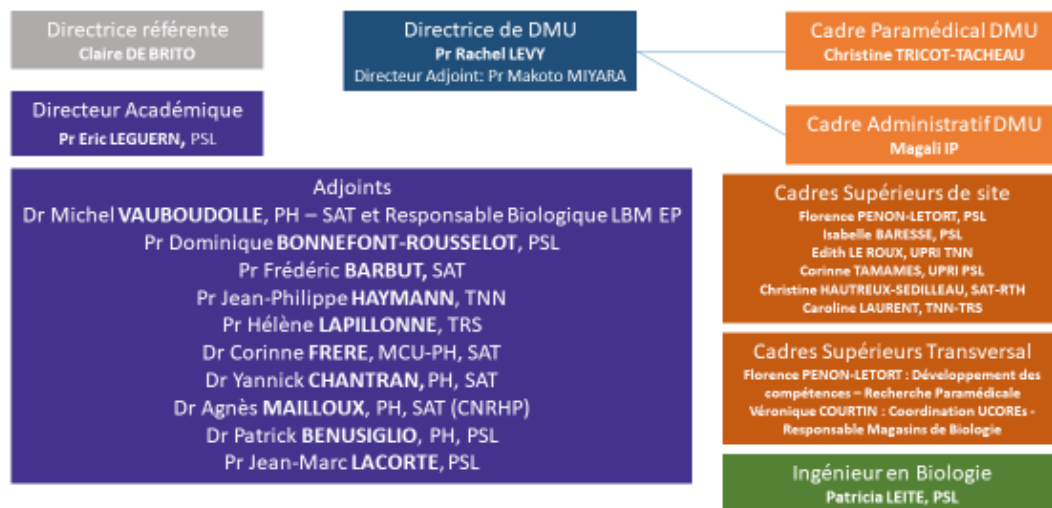 Directrice référente
Claire DE BRITO
Directeur Académique
Pr Eric LEGUERN, PSL
Directrice de DMU
Pr Rachel LEVY
Directeur Adjoint: Pr Makoto MIYARA
Cadre Paramédical DMU
Christine TRICOT-TACHEAU
Cadre Administratif DMU
Magali IP
Adjoints
Dr Michel VAUBOUDOLLE, PH – SAT et Responsable Biologique LBM EP
Pr Dominique BONNEFONT-ROUSSELOT, PSL
Pr Frédéric BARBUT, SAT
Pr Jean-Philippe HAYMANN, TNN
Pr Hélène LAPILLONNE, TRS
Dr Corinne FRERE, MCU-PH, SAT
Dr Yannick CHANTRAN, PH, SAT
Dr Agnès MAILLOUX, PH, SAT (CNRHP)
Dr Patrick BENUSIGLIO, PH, PSL
Pr Jean-Marc LACORTE, PSL
Cadres Supérieurs de site
Florence PENON-LETORT, PSL
Isabelle BARESSE, PSL
Edith LE ROUX, UPRI TNN
Corinne TAMAMES, UPRI PSL
Christine HAUTREUX-SEDILLEAU, SAT-RTH
Caroline LAURENT, TNN-TRS
Cadres Supérieurs Transversal
Florence PENON-LETORT : Développement des
compétences – Recherche Paramédicale
Véronique COURTIN : Coordination UCOREs -
Responsable Magasins de Biologie
Ingénieur en Biologie
Patricia LEITE, PSL